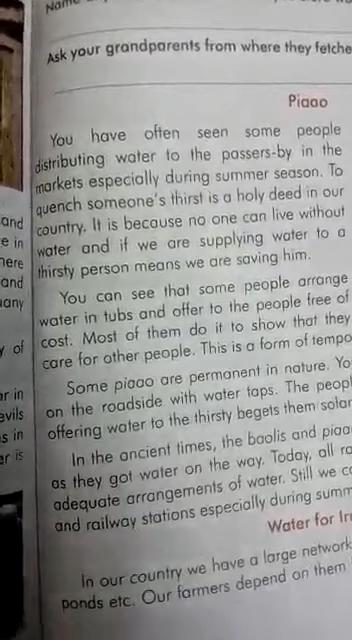 Name
Ask your grandparents from where they fetche
Piaao
You have often seen some people
distributing water to the passers-by in the
markets especially during summer season. To
quench someone's thirst is a holy deed in our
country. It is because no one can live without
water and if we are supplying water to a
thirsty person means we are saving him.
You can see that some people arrange
water in tubs and offer to the people free of
cost. Most of them do it to show that they
care for other people. This is a form of tempo
Some piaao are permanent in nature. Yo
on the roadside with water taps. The peopl
offering water to the thirsty begets them solar
In the ancient times, the baolis and piaa
as they got water on the way. Today, all ra
adequate arrangements of water. Still we ca
and railway stations especially during summ
Water for Irr
In our country we have a large network
ponds etc. Our farmers depend on them
and
e in
here
and
many
y of
ar in
evils
s in
er is